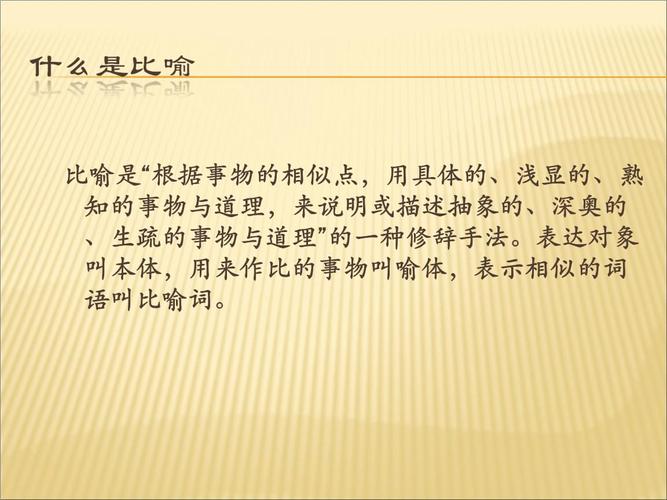 什么是比喻
比喻是“根据事物的相似点，用具体的、浅显的、熟
知的事物与道理，来说明或描述抽象的、深奥的
、生疏的事物与道理”的一种修辞手法。表达对象
叫本体，用来作比的事物叫喻体，表示相似的词
语叫比喻词。